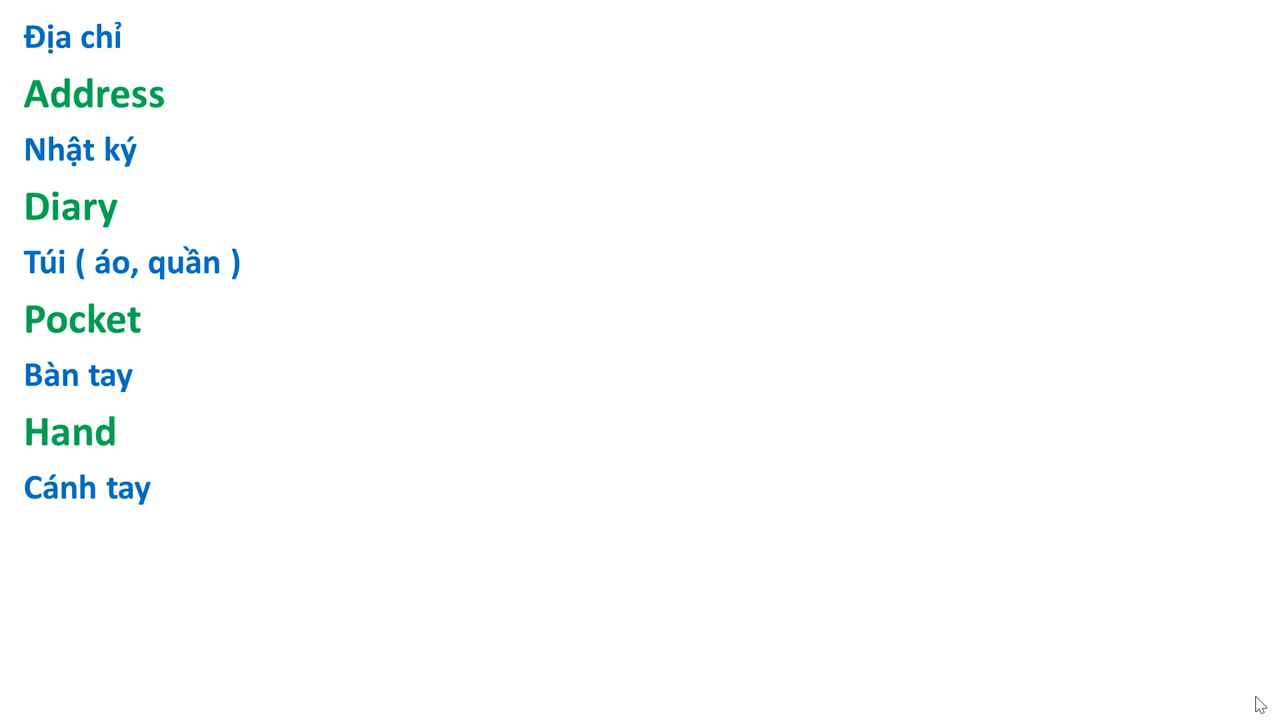 Địa chỉ
Address
Nhật ký
Diary
Túi ( áo, quần )
Pocket
Bàn tay
Hand
Cánh tay